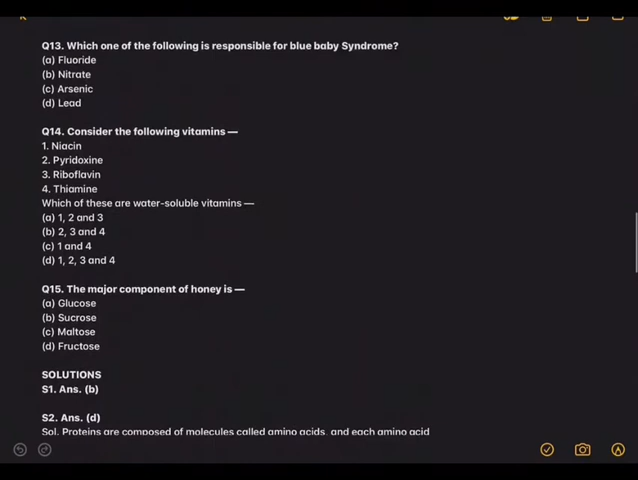 Q13. Which one of the following is responsible for blue baby Syndrome?
(a) Fluoride
(b) Nitrate
(c) Arsenic
(d) Lead
Q14. Consider the following vitamins —
1. Niacin
2. Pyridoxine
3. Riboflavin
4. Thiamine
Which of these are water-soluble vitamins —
(a) 1, 2 and 3
(b) 2, 3 and 4
(c) 1 and 4
(d) 1, 2, 3 and 4
Q15. The major component of honey is —
(a) Glucose
(b) Sucrose
(c) Maltose
(d) Fructose
SOLUTIONS
S1. Ans. (b)
S2. Ans. (d)
Sol. Proteins are composed of molecules called amino acids, and each amino acid